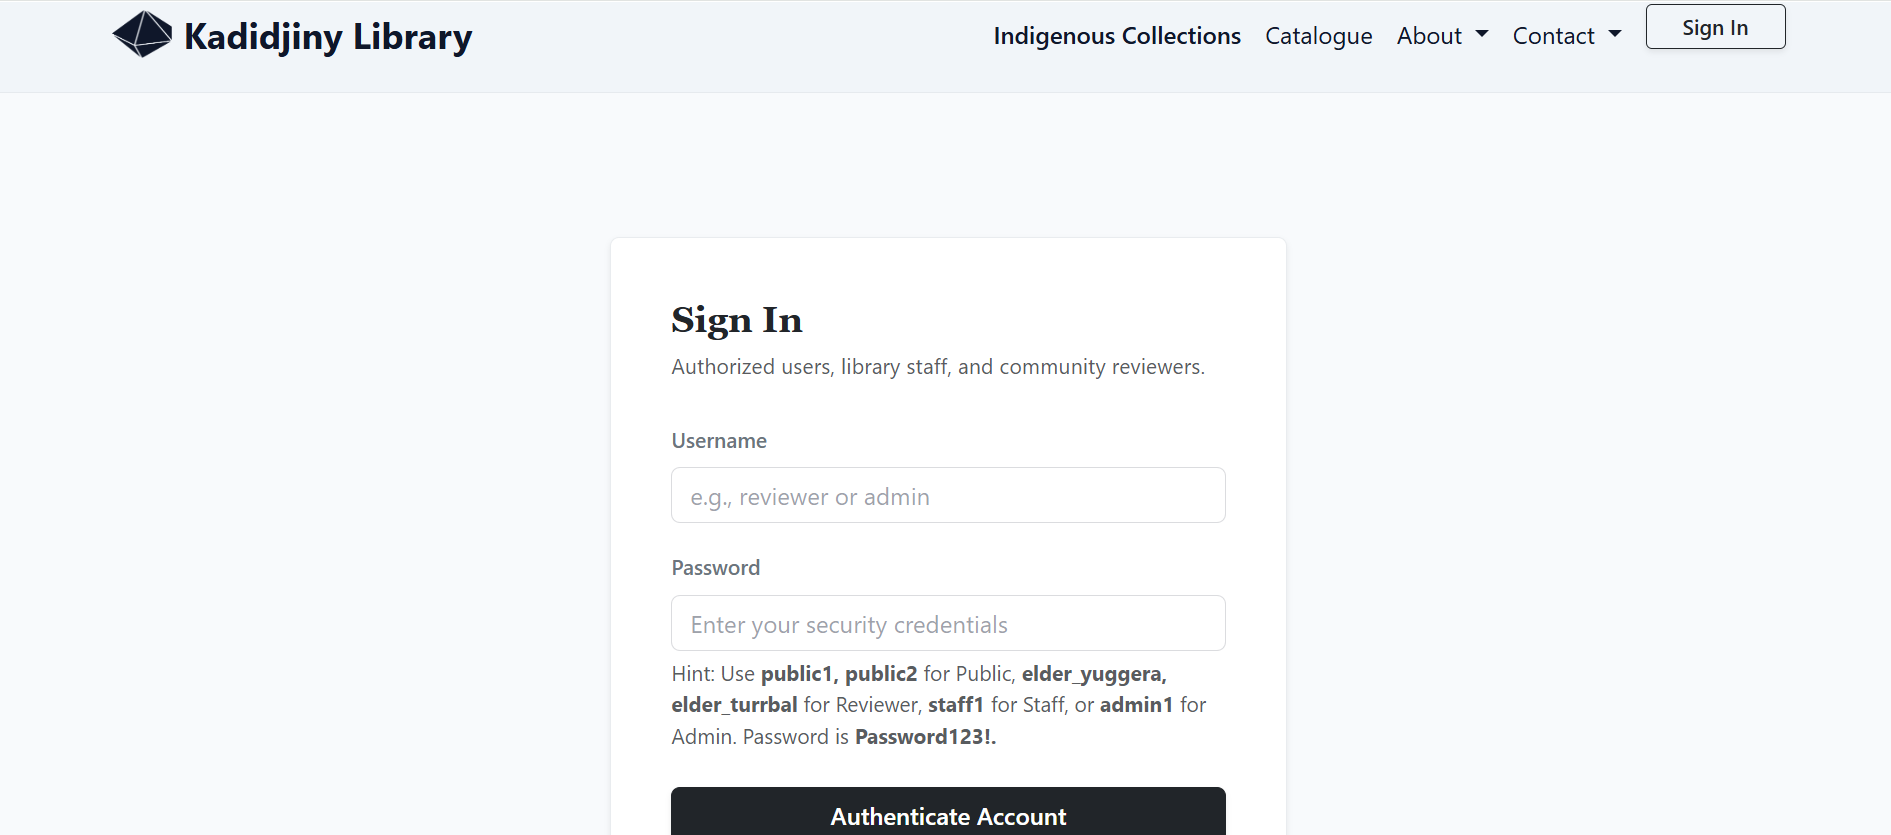 Kadidjiny Library
Indigenous Collections Catalogue About Contact Sign In
Sign In
Authorized users, library staff, and community reviewers.
Username
e.g., reviewer or admin
Password
Enter your security credentials
Hint: Use public1, public2 for Public, elder_yuggera,
elder_turrbal for Reviewer, staff1 for Staff, or admin1 for
Admin. Password is Password123!.
Authenticate Account